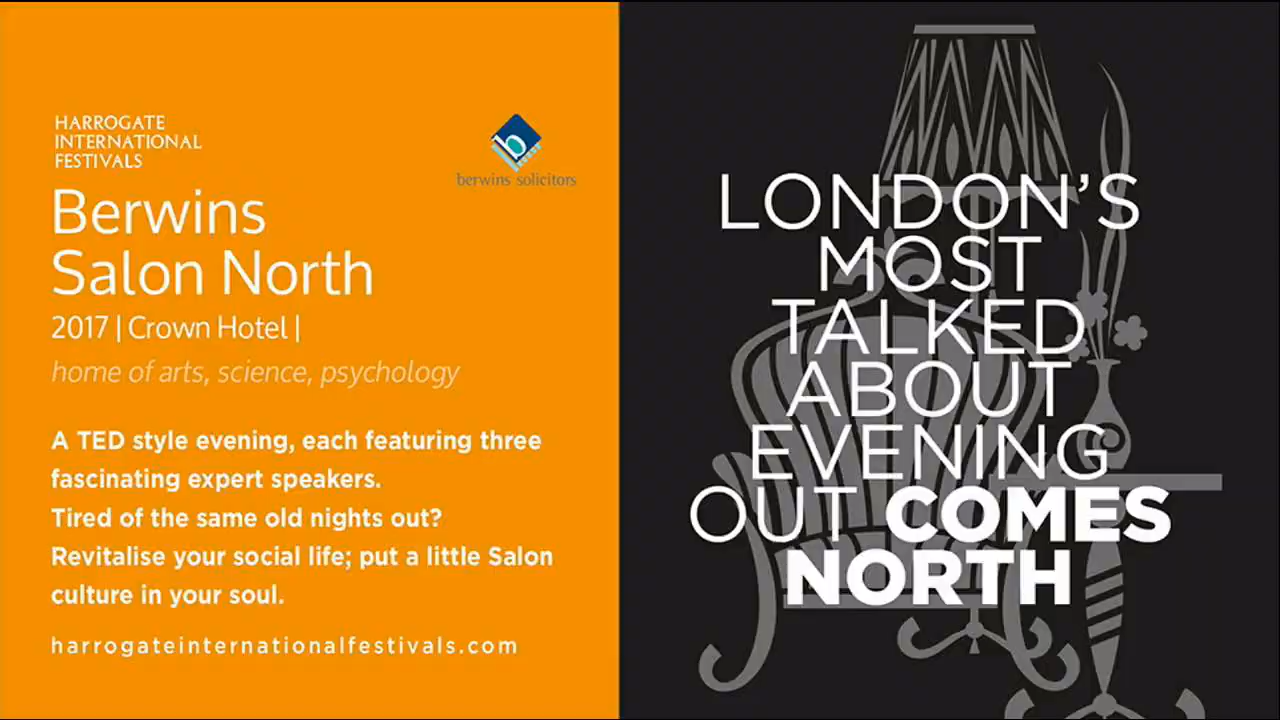 HARROGATE
INTERNATIONAL
FESTIVALS
b
berwins solicitors
Berwins
Salon North
2017 | Crown Hotel |
home of arts, science, psychology
A TED style evening, each featuring three
fascinating expert speakers.
Tired of the same old nights out?
Revitalise your social life; put a little Salon
culture in your soul.
harrogateinternationalfestivals.com
LONDON'S
MOST
TALKED
ABOUT
EVENING
OUT COMES
NORTH